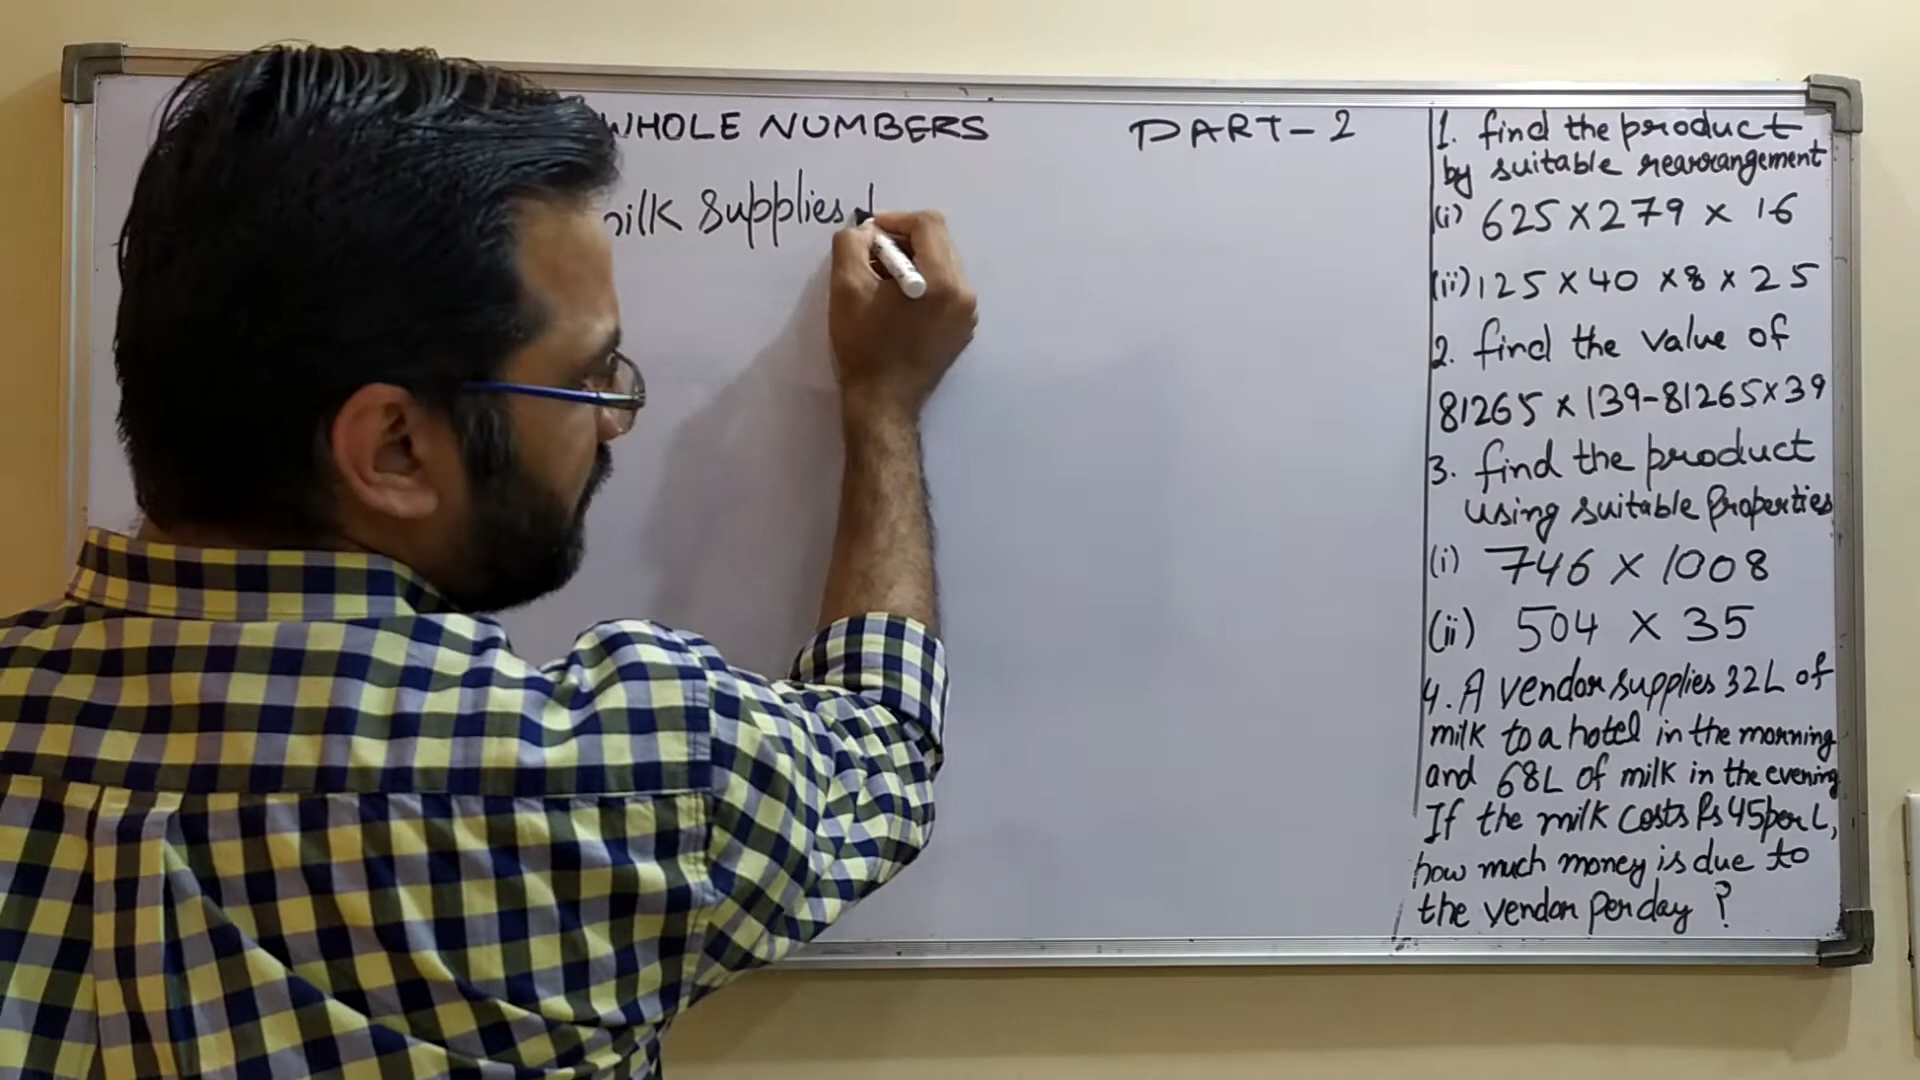 WHOLE NUMBERS
PART-2
milk supplies
1. find the product
by suitable rearrangement
(i) 625 × 279 × 16
(ii) 125 × 40 × 8 × 25
2. find the value of
81265 × 139-81265 × 39
3. find the product
using suitable properties
(i) 746 × 1008
(ii) 504 × 35
4. A vendor supplies 32L of
milk to a hotel in the morning
and 68L of milk in the evening
If the milk costs Rs 45 per L,
how much money is due to
the vendor per day ?